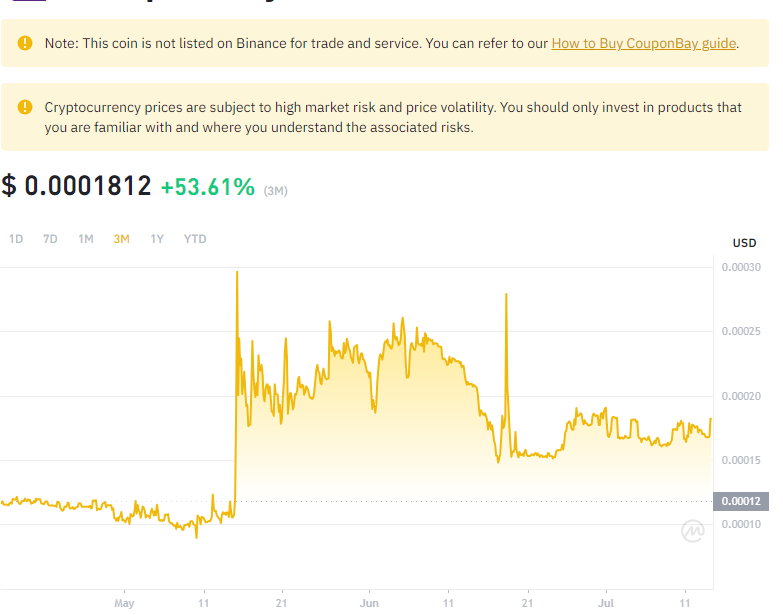 Note: This coin is not listed on Binance for trade and service. You can refer to our How to Buy CouponBay guide.
Cryptocurrency prices are subject to high market risk and price volatility. You should only invest in products that
you are familiar with and where you understand the associated risks.
$ 0.0001812 +53.61% (3M)
1D 7D 1M 3M 1Y YTD
USD
0.00030
0.00025
0.00020
0.00015
0.00012
0.00010
May 11 21 Jun 11 21 Jul 11